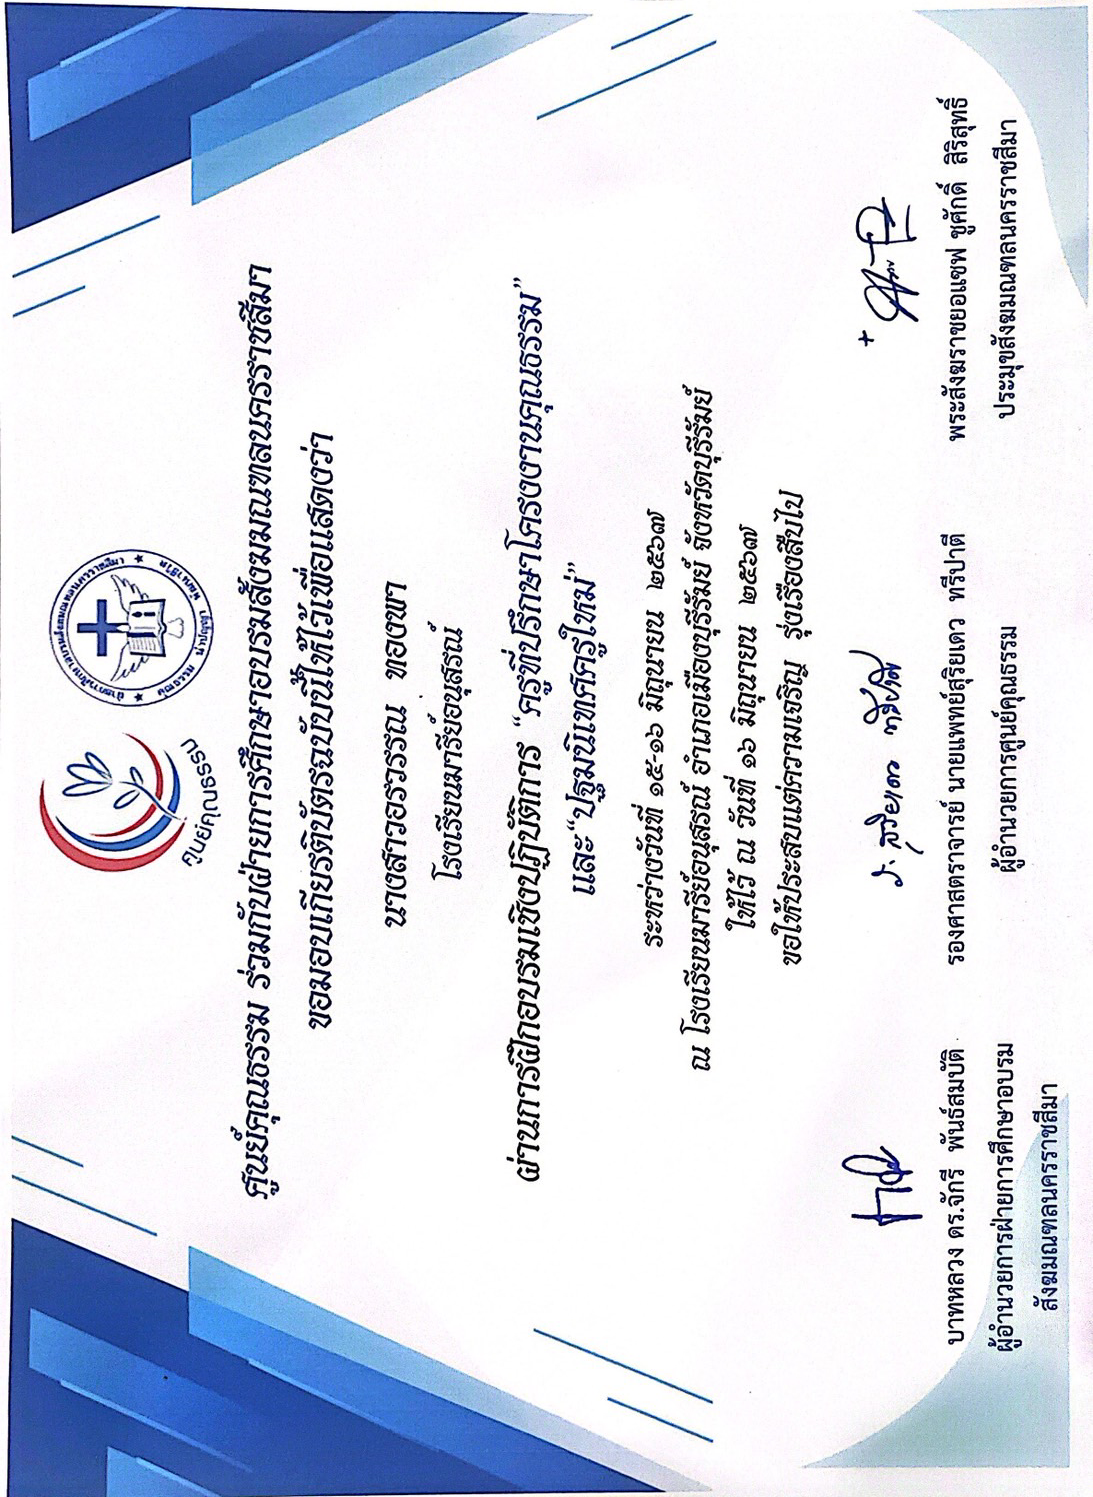 ศูนย์คุณธรรม
ศูนย์คุณธรรม ร่วมกับฝ่ายการศึกษาอบรมสังฆมณฑลนครราชสีมา
ขอมอบเกียรติบัตรฉบับนี้ให้ไว้เพื่อแสดงว่า
นางสาวอรวรรณ ทองพา
โรงเรียนมารีย์อนุสรณ์
ผ่านการฝึกอบรมเชิงปฏิบัติการ “ครูที่ปรึกษาโครงงานคุณธรรม”
และ“ปฐมนิเทศครูใหม่”
ระหว่างวันที่ ๑๕-๑๖ มิถุนายน ๒๕๖๗
ณ โรงเรียนมารีย์อนุสรณ์ อำเภอเมืองบุรีรัมย์ จังหวัดบุรีรัมย์
ให้ไว้ ณ วันที่ ๑๖ มิถุนายน ๒๕๖๗
ขอให้ประสบแต่ความเจริญ รุ่งเรืองสืบไป
บาทหลวง ดร.จักรี พันธ์สมบัติ
ผู้อำนวยการฝ่ายการศึกษาอบรม
สังฆมณฑลนครราชสีมา
รองศาสตราจารย์ นายแพทย์สุริยเดว ทรีปาตี
ผู้อำนวยการศูนย์คุณธรรม
พระสังฆราชยอแซฟ ชูศักดิ์ สิริสุทธิ์
ประมุขสังฆมณฑลนครราชสีมา